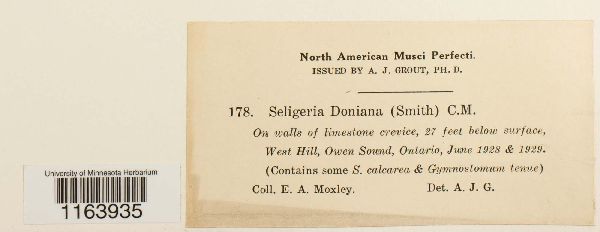 North American Musci Perfecti.
ISSUED BY A. J. GROUT, PH. D.
178. Seligeria Doniana (Smith) C.M.
On walls of limestone crevice, 27 feet below surface,
West Hill, Owen Sound, Ontario, June 1928 & 1929.
(Contains some S. calcarea & Gymnostomum tenue)
Coll. E. A. Moxley. Det. A. J. G.
University of Minnesota Herbarium
1163935